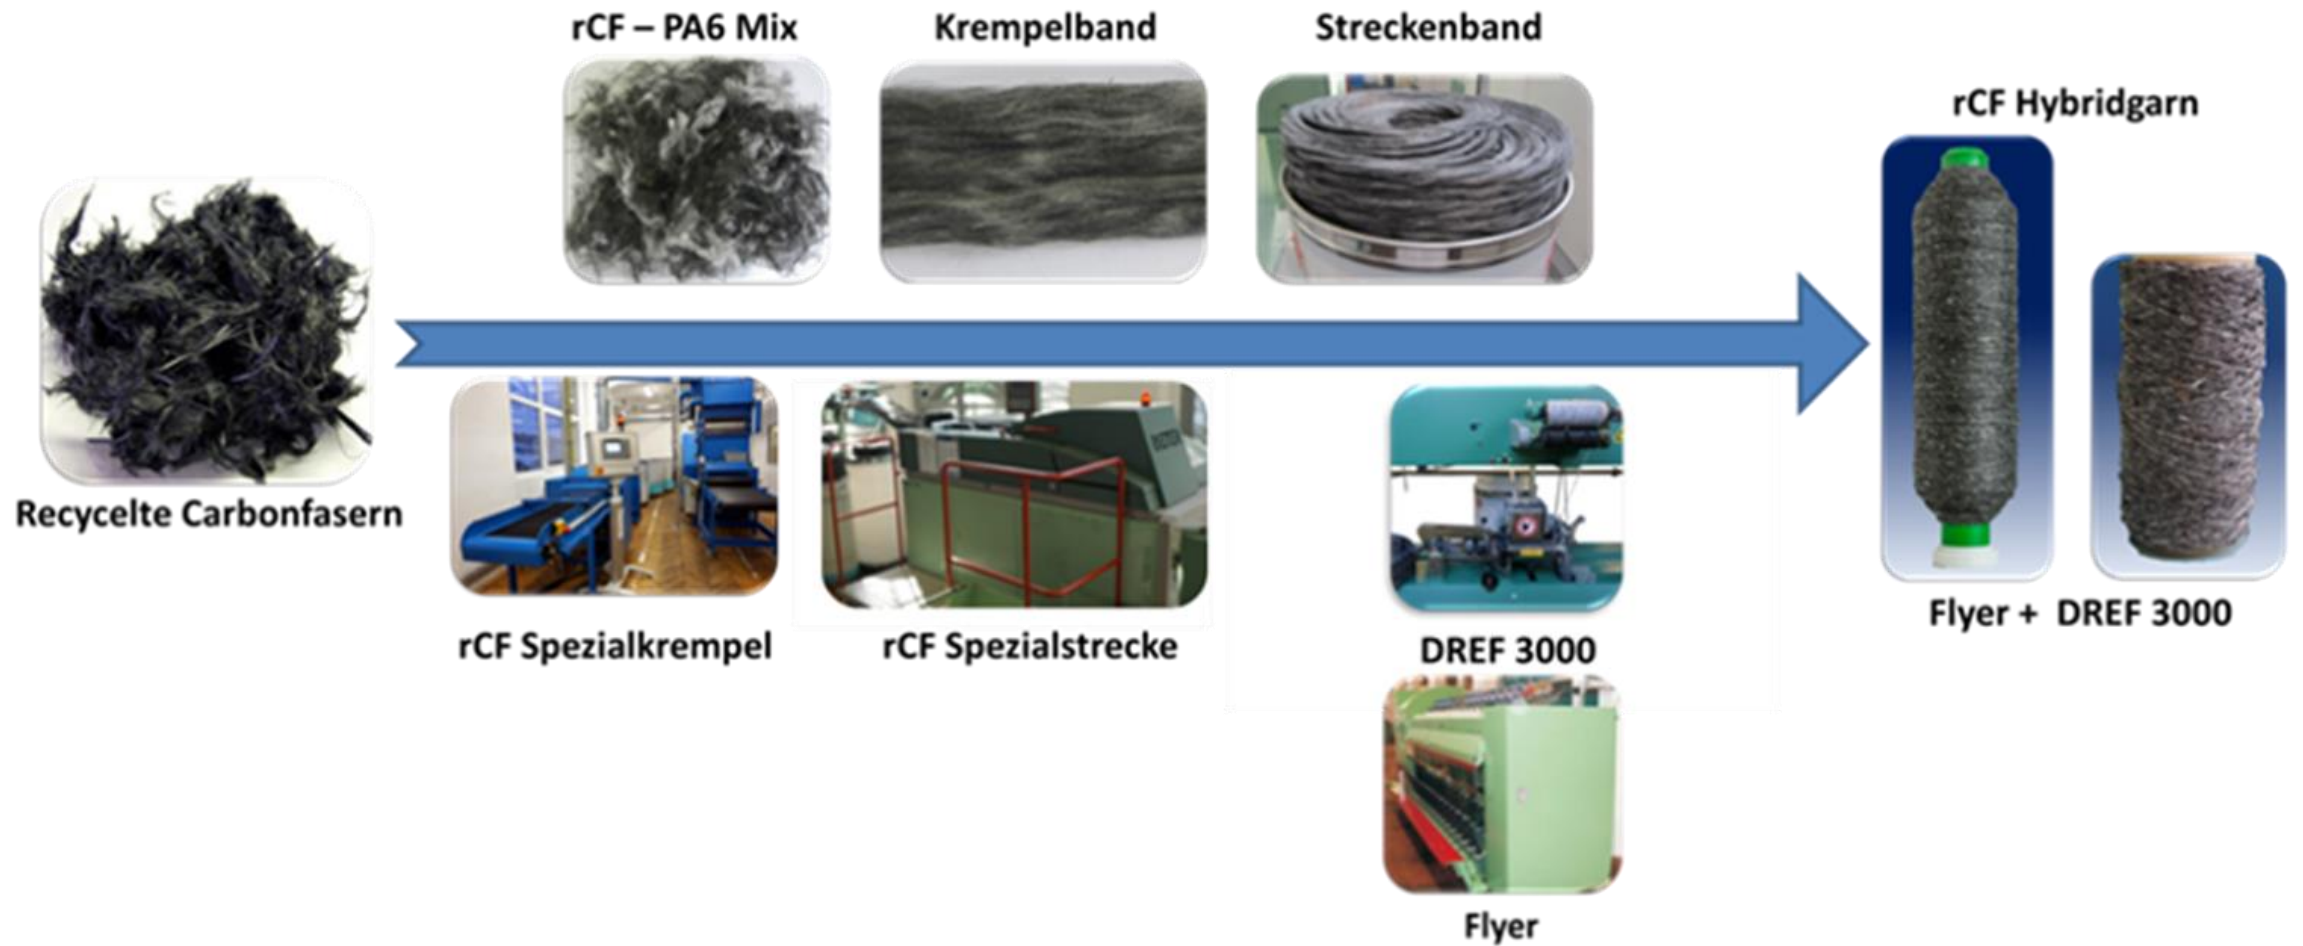 rCF – PA6 Mix
Krempelband
Streckenband
rCF Hybridgarn
Recycelte Carbonfasern
rCF Spezialkrempel
rCF Spezialstrecke
DREF 3000
Flyer + DREF 3000
Flyer